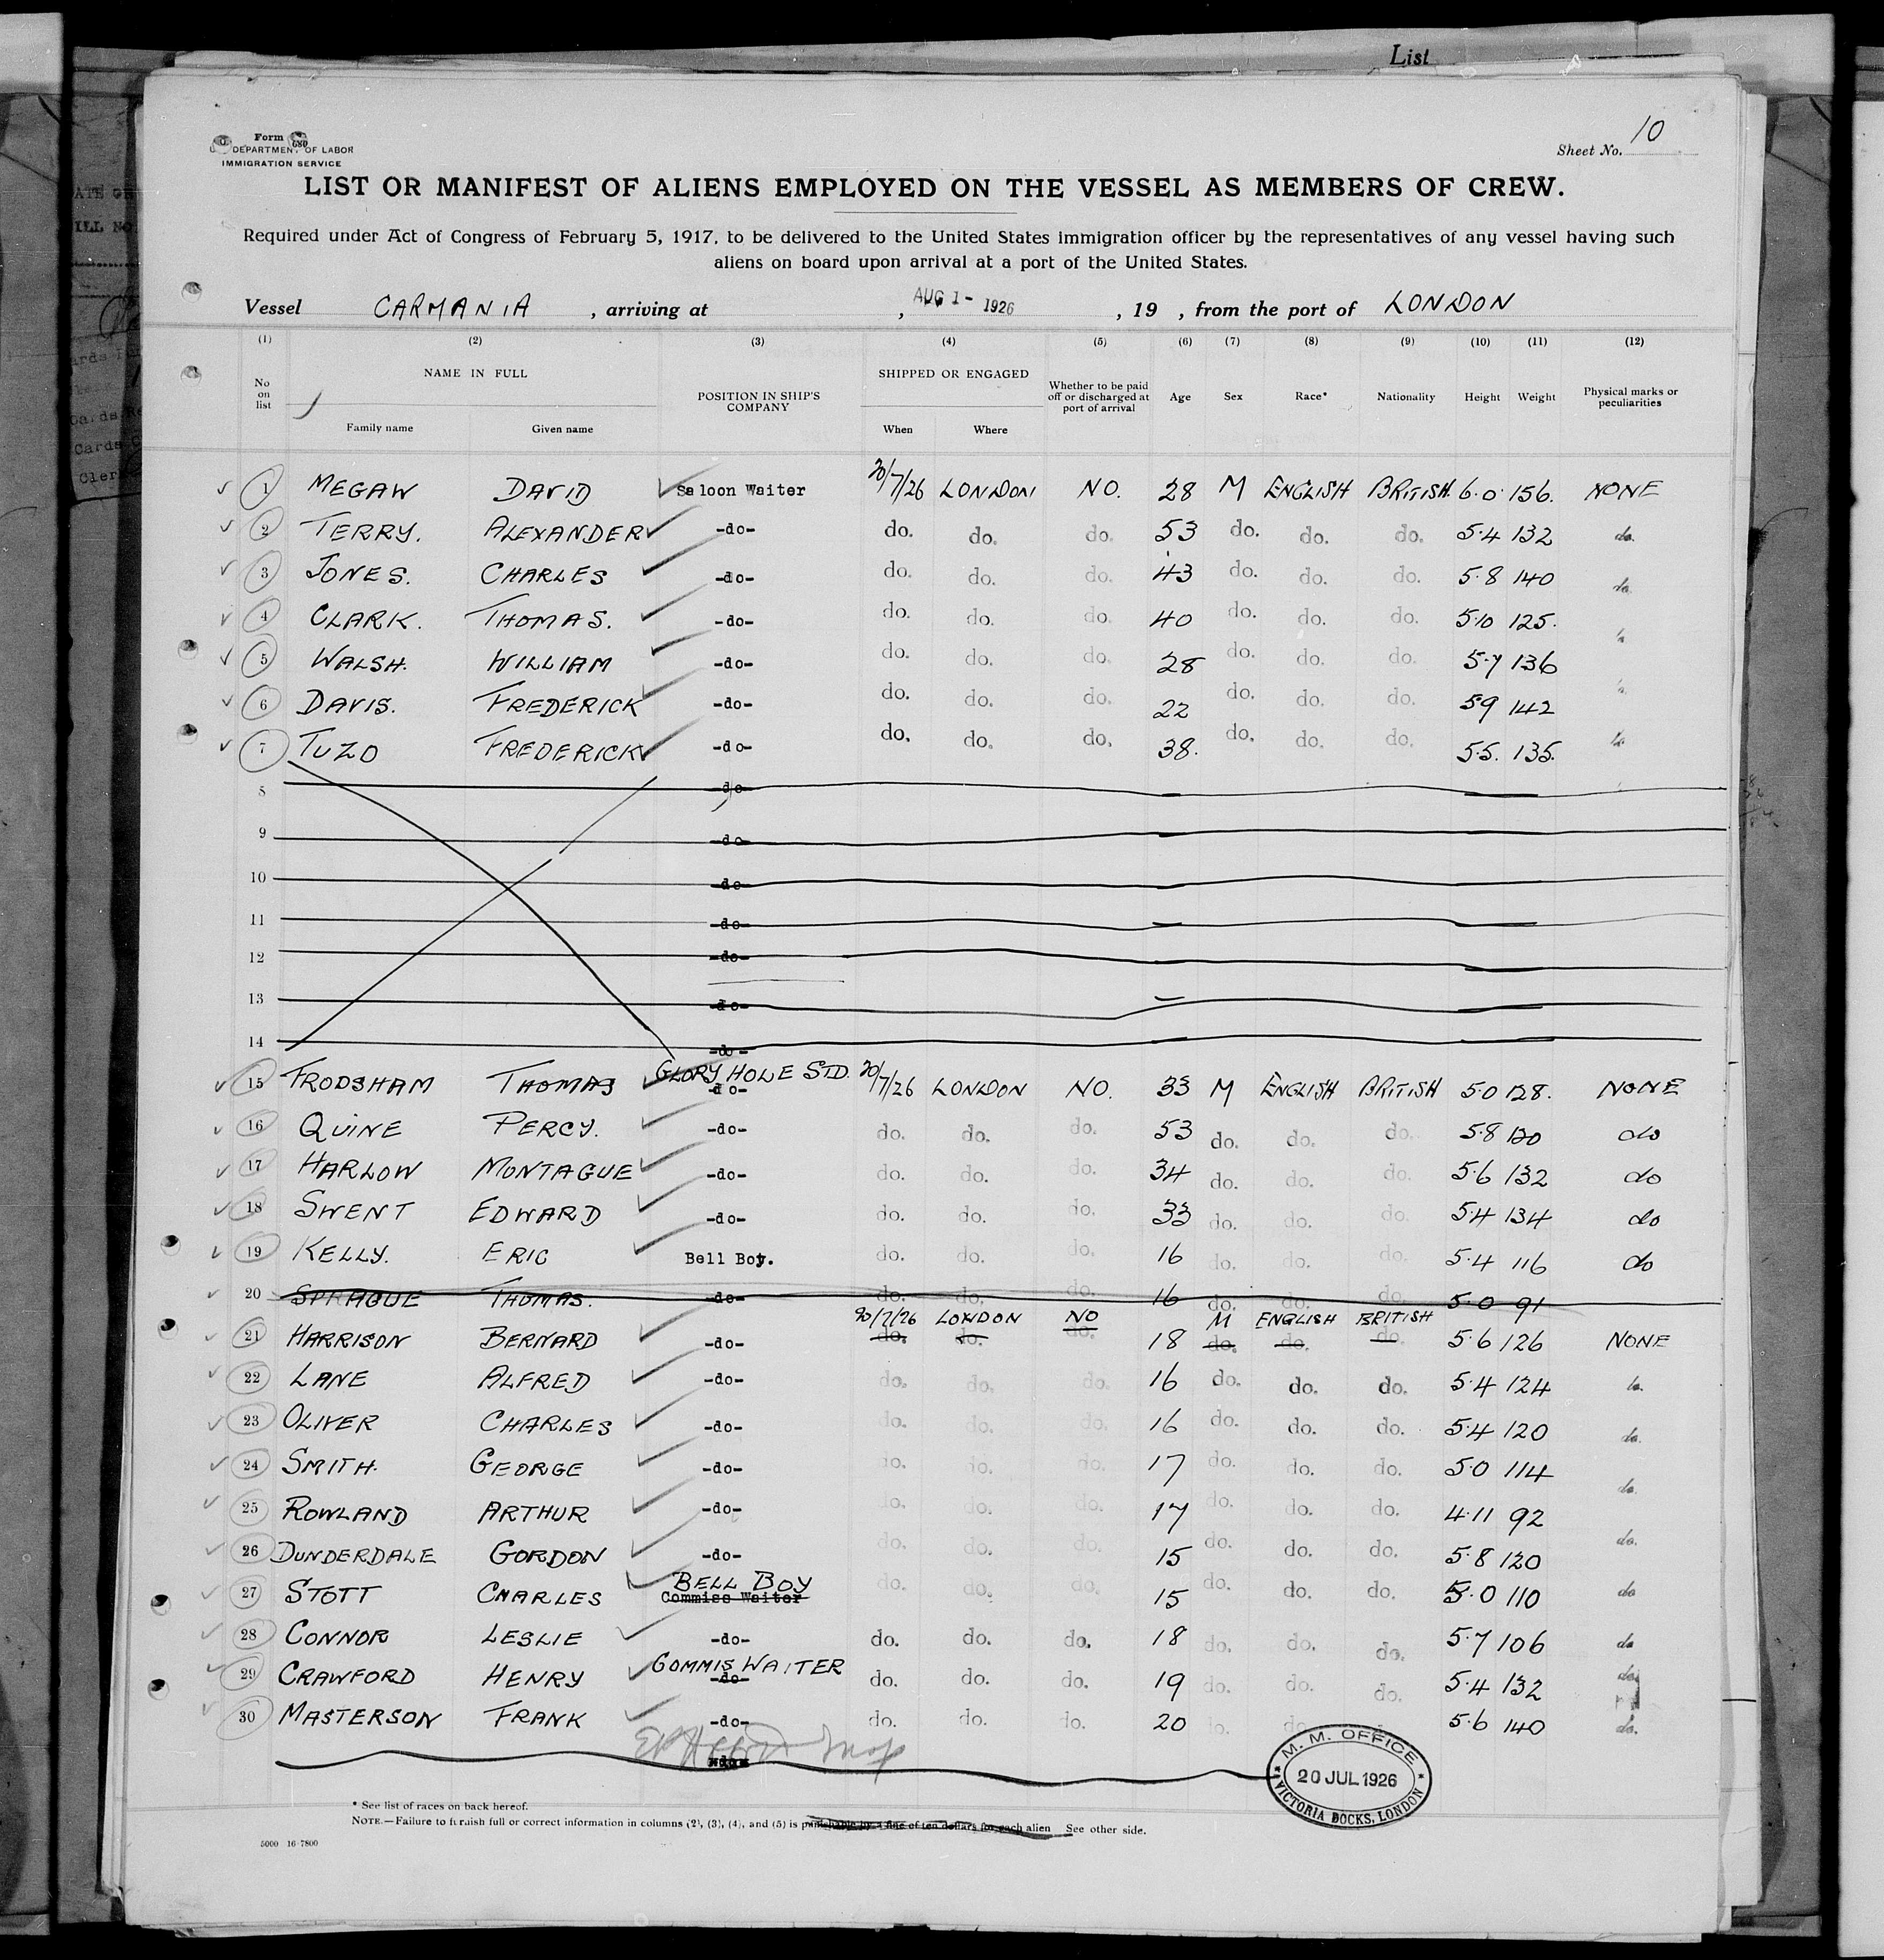 List
Form 680
U. S. DEPARTMENT OF LABOR
IMMIGRATION SERVICE
Sheet No. 10
LIST OR MANIFEST OF ALIENS EMPLOYED ON THE VESSEL AS MEMBERS OF CREW.
Required under Act of Congress of February 5, 1917, to be delivered to the United States immigration officer by the representatives of any vessel having such
aliens on board upon arrival at a port of the United States.
Vessel CARMANIA , arriving at , AUG 1 - 1926 , 19 , from the port of LONDON
(1) (2) (3) (4) (5) (6) (7) (8) (9) (10) (11) (12)
No on list NAME IN FULL Family name Given name POSITION IN SHIP'S COMPANY SHIPPED OR ENGAGED When Where Whether to be paid off or discharged at port of arrival Age Sex Race* Nationality Height Weight Physical marks or peculiarities
1 MEGAW DAVID Saloon Waiter 20/7/26 LONDON NO. 28 M ENGLISH BRITISH. 6.0 156. NONE
2 TERRY. ALEXANDER -do- do. do. do. 53 do. do. do. 5.4 132 do.
3 JONES. CHARLES -do- do. do. do. 43 do. do. do. 5.8 140 do.
4 CLARK. THOMAS. -do- do. do. do. 40 do. do. do. 5.10 125.
5 WALSH. WILLIAM -do- do. do. do. 28 do. do. do. 5.7 136
6 DAVIS. FREDERICK -do- do. do. do. 22 do. do. do. 5.9 142
7 TUZO FREDERICK -do- do. do. do. 38. do. do. do. 5.5. 135.
8 -do-
9 -do-
10 -do-
11 -do-
12 -do-
13 -do-
14 -do-
GLORY HOLE STD.
15 FRODSHAM THOMAS -do- 20/7/26 LONDON NO. 33 M ENGLISH BRITISH 5.0 128. NONE
16 QUINE PERCY. -do- do. do. do. 53 do. do. do. 5.8 120 do
17 HARLOW MONTAGUE -do- do. do. do. 34 do. do. do. 5.6 132 do
18 SWENT EDWARD -do- do. do. do. 33 do. do. do. 5.4 134 do
19 KELLY. ERIC Bell Boy. do. do. do. 16 do. do. do. 5.4 116 do
20 SPRAGUE THOMAS. -do- do. do. do. 16 do. do. do. 5.0 91
20/7/26 LONDON NO M ENGLISH BRITISH
21 HARRISON BERNARD -do- do. do. do. 18 do. do. do. 5.6 126 NONE
22 LANE ALFRED -do- do. do. do. 16 do. do. do. 5.4 124
23 OLIVER CHARLES -do- do. do. do. 16 do. do. do. 5.4 120 do.
24 SMITH. GEORGE -do- do. do. do. 17 do. do. do. 5.0 114
25 ROWLAND ARTHUR -do- do. do. do. 17 do. do. do. 4.11 92 do.
26 DUNDERDALE GORDON -do- do. do. do. 15 do. do. do. 5.8 120 do.
BELL BOY
27 STOTT CHARLES Commiss Waiter do. do. do. 15 do. do. do. 5.0 110 do
28 CONNOR LESLIE -do- do. do. do. 18 do. do. do. 5.7 106 do
COMMIS WAITER
29 CRAWFORD HENRY -do- do. do. do. 19 do. do. do. 5.4 132 do.
30 MASTERSON FRANK -do- do. do. do. 20 do. do. 5.6 140 do.
-do-
M. M. OFFICE
20 JUL 1926
VICTORIA DOCKS, LONDON
* See list of races on back hereof.
NOTE.—Failure to furnish full or correct information in columns (2), (3), (4), and (5) is punishable by a fine of ten dollars for each alien See other side.
5000 16-7800